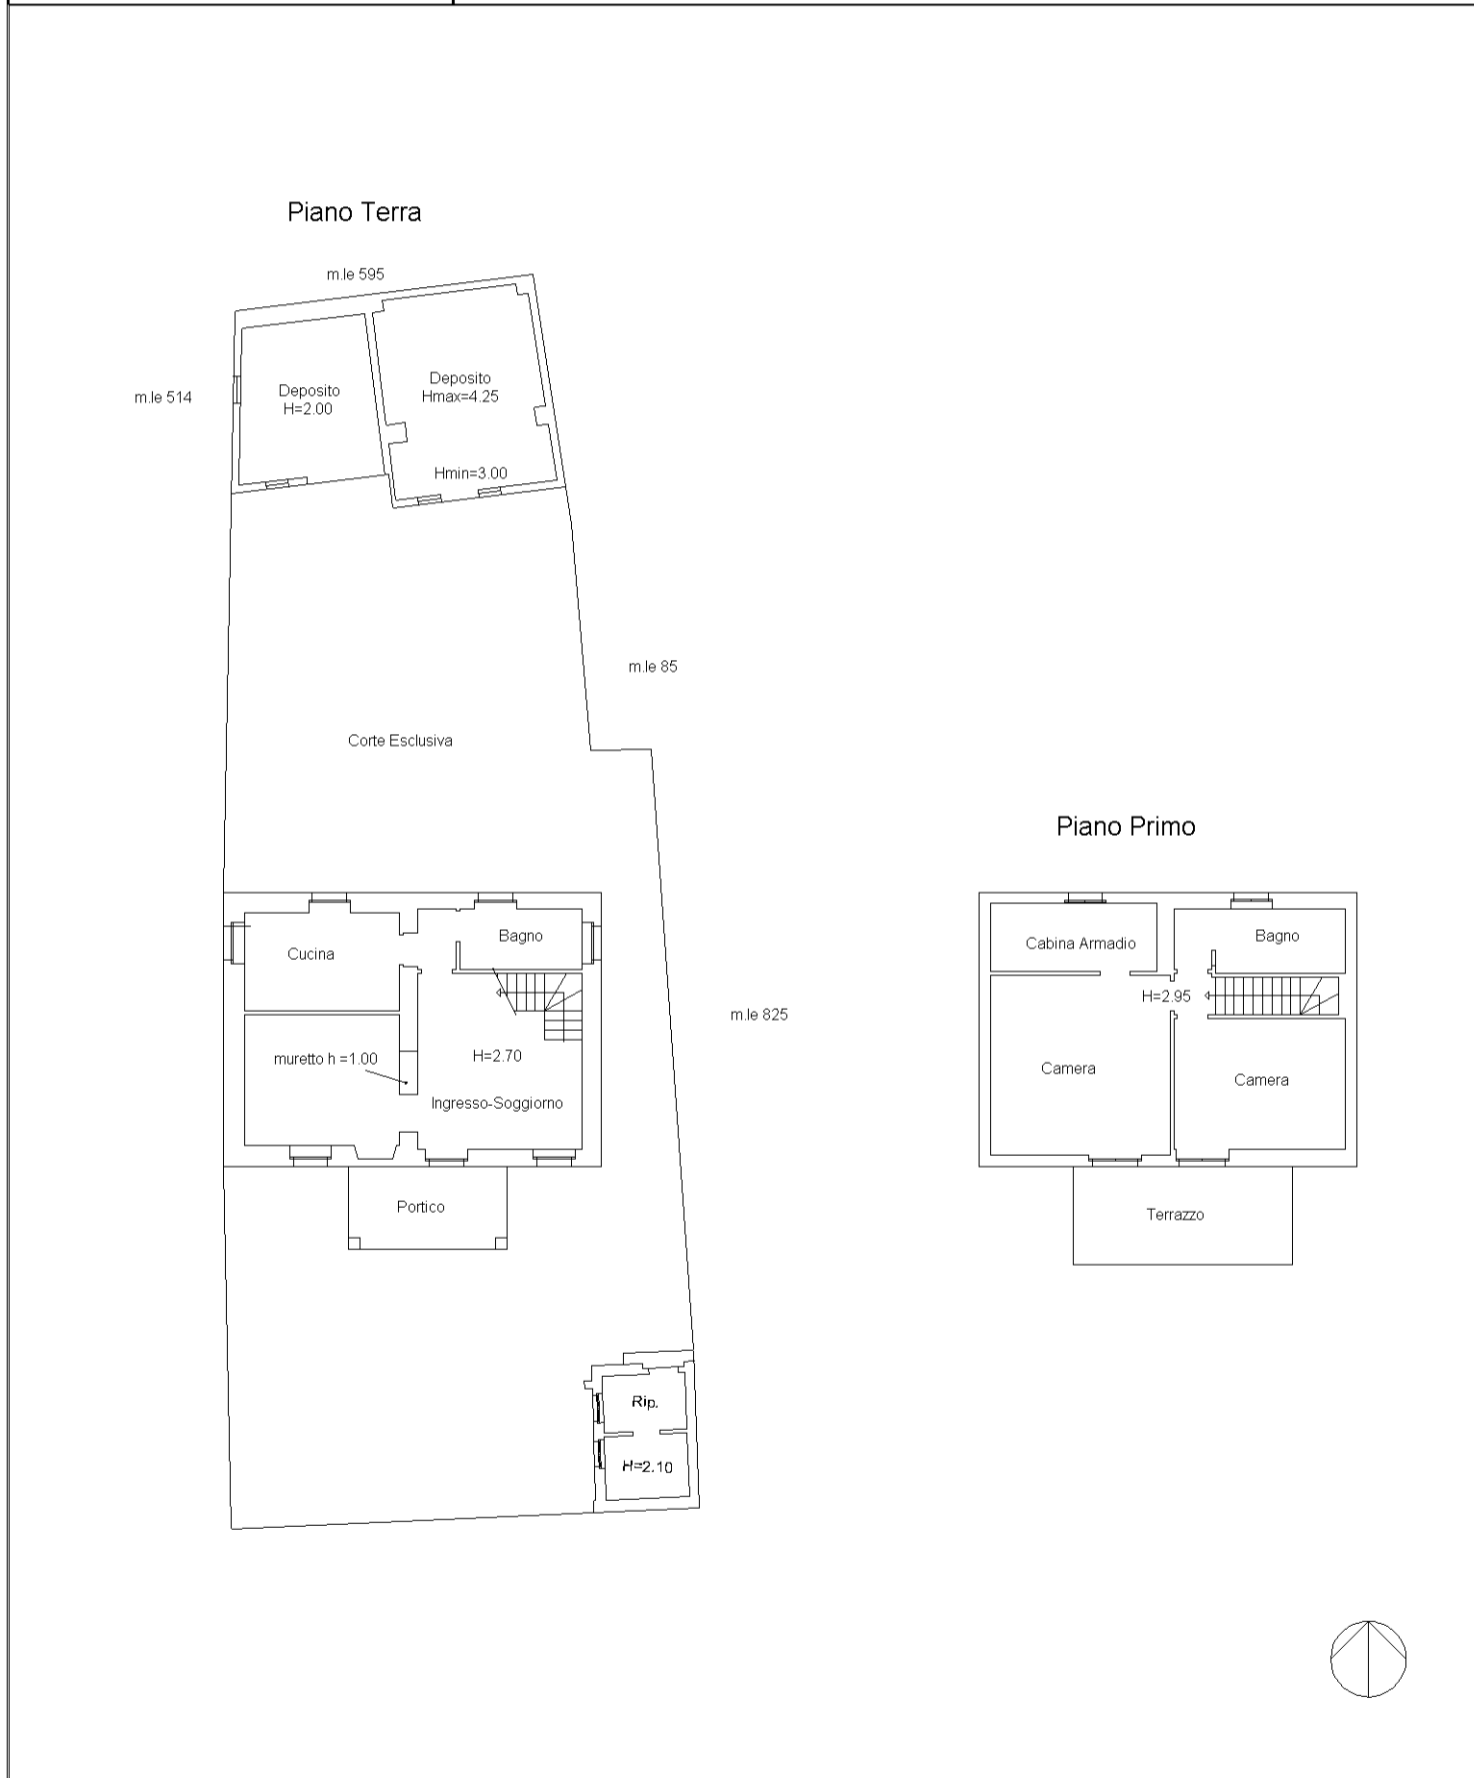 Piano Terra
m.le 595
m.le 514
Deposito
H=2.00
Deposito
Hmax=4.25
Hmin=3.00
m.le 85
Corte Esclusiva
Cucina
Bagno
m.le 825
muretto h =1.00
H=2.70
Ingresso-Soggiorno
Portico
Rip.
H=2.10
Piano Primo
Cabina Armadio
Bagno
H=2.95
Camera
Camera
Terrazzo